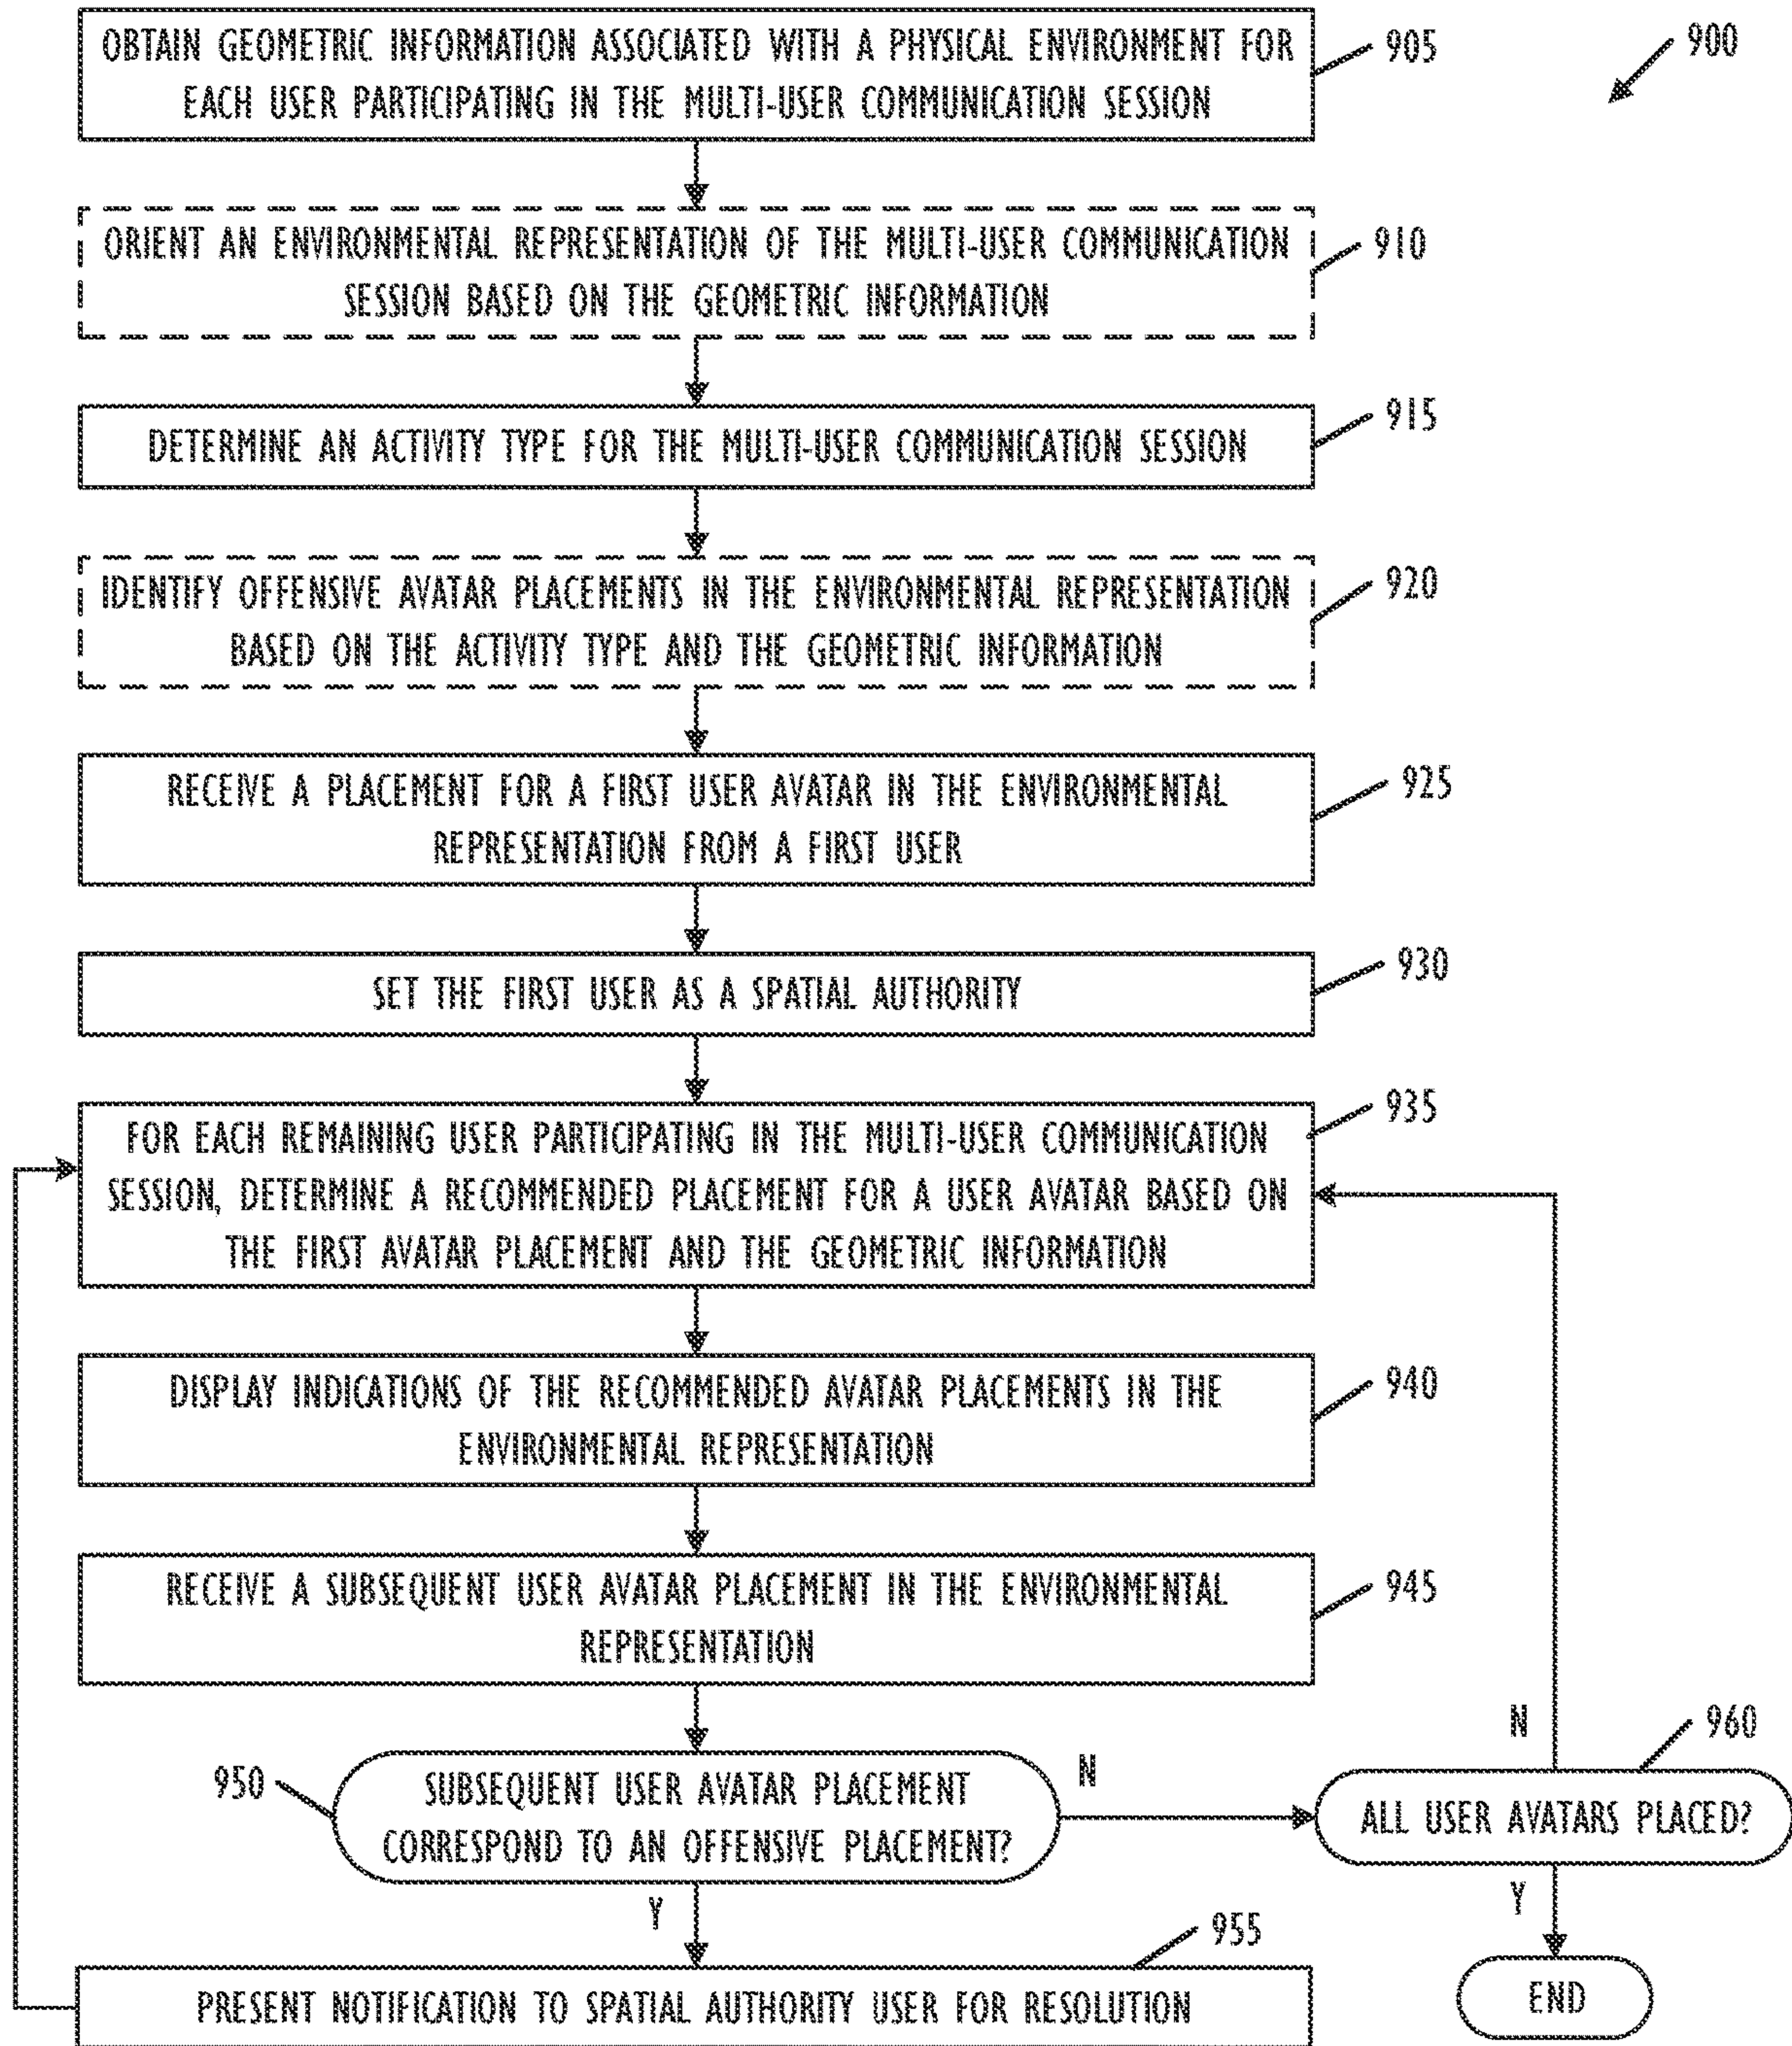 OBTAIN GEOMETRIC INFORMATION ASSOCIATED WITH A PHYSICAL ENVIRONMENT FOR
EACH USER PARTICIPATING IN THE MULTI-USER COMMUNICATION SESSION
905
900
ORIENT AN ENVIRONMENTAL REPRESENTATION OF THE MULTI-USER COMMUNICATION
SESSION BASED ON THE GEOMETRIC INFORMATION
910
DETERMINE AN ACTIVITY TYPE FOR THE MULTI-USER COMMUNICATION SESSION
915
IDENTIFY OFFENSIVE AVATAR PLACEMENTS IN THE ENVIRONMENTAL REPRESENTATION
BASED ON THE ACTIVITY TYPE AND THE GEOMETRIC INFORMATION
920
RECEIVE A PLACEMENT FOR A FIRST USER AVATAR IN THE ENVIRONMENTAL
REPRESENTATION FROM A FIRST USER
925
SET THE FIRST USER AS A SPATIAL AUTHORITY
930
FOR EACH REMAINING USER PARTICIPATING IN THE MULTI-USER COMMUNICATION
SESSION, DETERMINE A RECOMMENDED PLACEMENT FOR A USER AVATAR BASED ON
THE FIRST AVATAR PLACEMENT AND THE GEOMETRIC INFORMATION
935
DISPLAY INDICATIONS OF THE RECOMMENDED AVATAR PLACEMENTS IN THE
ENVIRONMENTAL REPRESENTATION
940
RECEIVE A SUBSEQUENT USER AVATAR PLACEMENT IN THE ENVIRONMENTAL
REPRESENTATION
945
950
SUBSEQUENT USER AVATAR PLACEMENT
CORRESPOND TO AN OFFENSIVE PLACEMENT?
N
Y
N
960
ALL USER AVATARS PLACED?
Y
END
955
PRESENT NOTIFICATION TO SPATIAL AUTHORITY USER FOR RESOLUTION